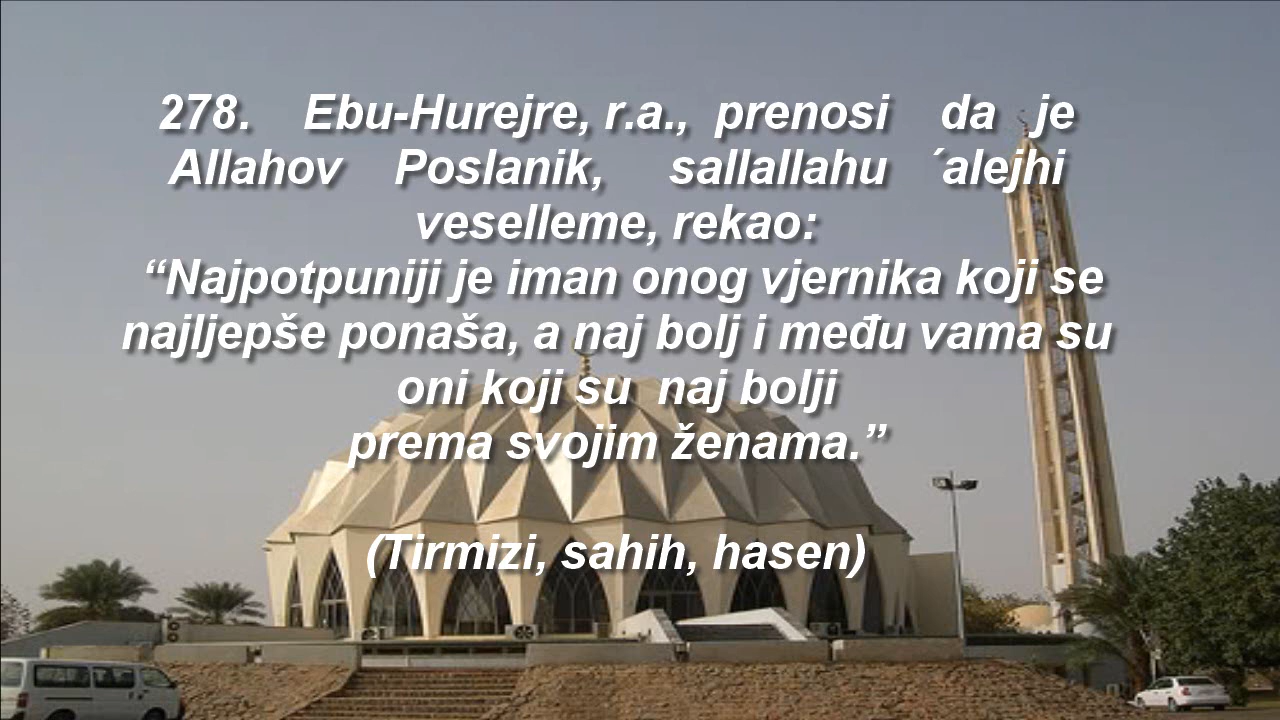 278. Ebu-Hurejre, r.a., prenosi da je
Allahov Poslanik, sallallahu ´alejhi
veselleme, rekao:
“Najpotpuniji je iman onog vjernika koji se
najljepše ponaša, a naj bolj i među vama su
oni koji su naj bolji
prema svojim ženama.”
(Tirmizi, sahih, hasen)